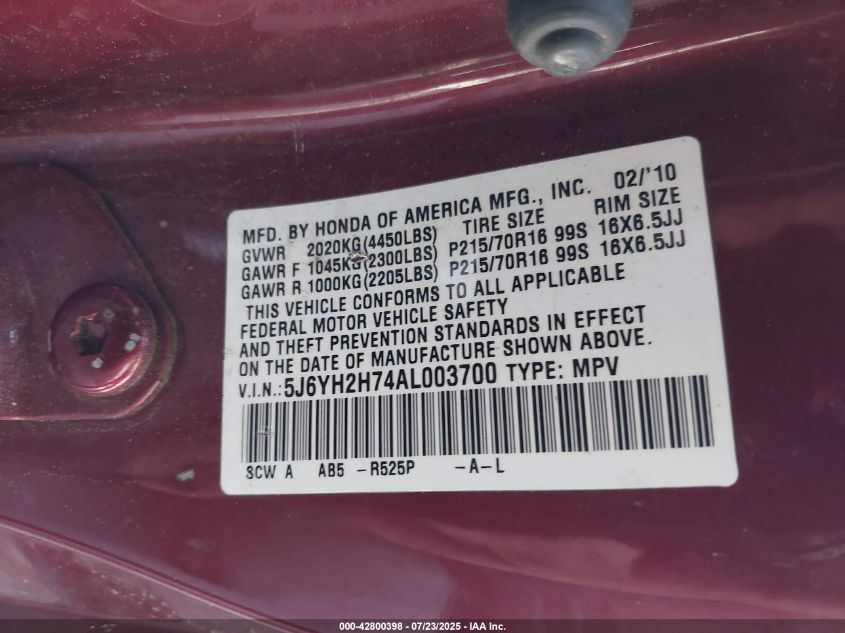 MFD. BY HONDA OF AMERICA MFG., INC. 02/'10
GVWR 2020KG(4450LBS) TIRE SIZE RIM SIZE
GAWR F 1045KG(2300LBS) P215/70R16 99S 16X6.5JJ
GAWR R 1000KG(2205LBS) P215/70R16 99S 16X6.5JJ
THIS VEHICLE CONFORMS TO ALL APPLICABLE
FEDERAL MOTOR VEHICLE SAFETY
AND THEFT PREVENTION STANDARDS IN EFFECT
ON THE DATE OF MANUFACTURE SHOWN ABOVE.
V.I.N.:5J6YH2H74AL003700 TYPE: MPV
SCW A AB5 -R525P -A-L
000-42800398 - 07/23/2025 - IAA Inc.